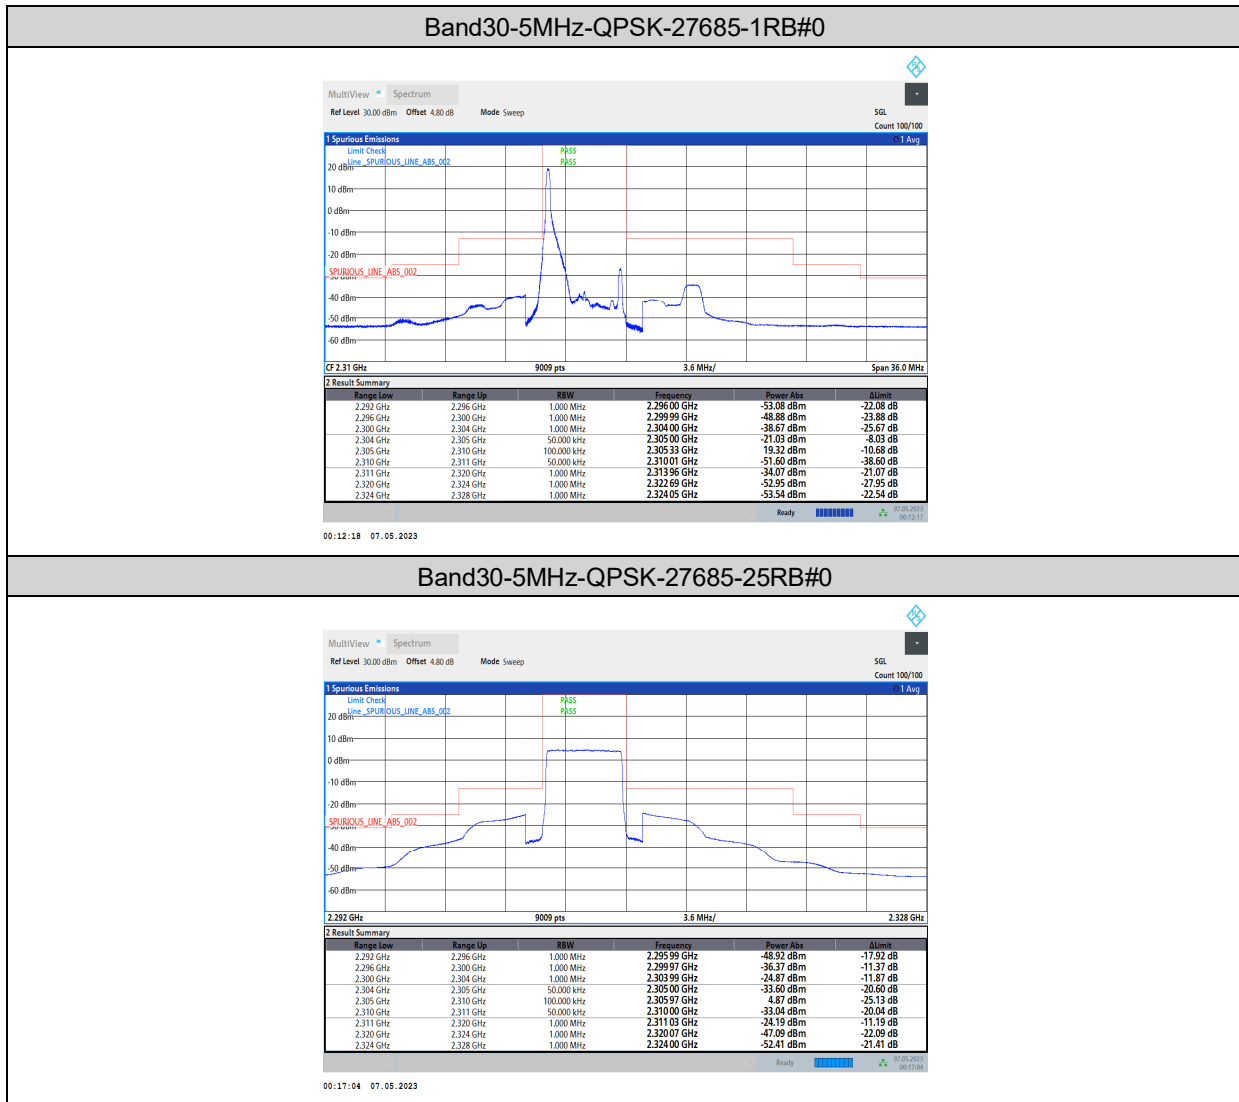 Band30-5MHz-QPSK-27685-1RB#0
MultiView Spectrum
Ref Level 30.00 dBm Offset 4.80 dB Mode Sweep SGL
Count 100/100
1 Spurious Emissions 1 Avg
Limit Check PASS
Line _SPURIOUS_LINE_ABS_002 PASS
20 dBm
10 dBm
0 dBm
-10 dBm
-20 dBm
SPURIOUS_LINE_ABS_002
-30 dBm
-40 dBm
-50 dBm
-60 dBm
CF 2.31 GHz 9009 pts 3.6 MHz/ Span 36.0 MHz
2 Result Summary
Range Low Range Up RBW Frequency Power Abs ΔLimit
2.292 GHz 2.296 GHz 1.000 MHz 2.296 00 GHz -53.08 dBm -22.08 dB
2.296 GHz 2.300 GHz 1.000 MHz 2.299 99 GHz -48.88 dBm -23.88 dB
2.300 GHz 2.304 GHz 1.000 MHz 2.304 00 GHz -38.67 dBm -25.67 dB
2.304 GHz 2.305 GHz 50.000 kHz 2.305 00 GHz -21.03 dBm -8.03 dB
2.305 GHz 2.310 GHz 100.000 kHz 2.305 33 GHz 19.32 dBm -10.68 dB
2.310 GHz 2.311 GHz 50.000 kHz 2.310 01 GHz -51.60 dBm -38.60 dB
2.311 GHz 2.320 GHz 1.000 MHz 2.313 96 GHz -34.07 dBm -21.07 dB
2.320 GHz 2.324 GHz 1.000 MHz 2.322 69 GHz -52.95 dBm -27.95 dB
2.324 GHz 2.328 GHz 1.000 MHz 2.324 05 GHz -53.54 dBm -22.54 dB
Ready 07.05.2023
00:12:17
00:12:18 07.05.2023
Band30-5MHz-QPSK-27685-25RB#0
MultiView Spectrum
Ref Level 30.00 dBm Offset 4.80 dB Mode Sweep SGL
Count 100/100
1 Spurious Emissions 1 Avg
Limit Check PASS
Line _SPURIOUS_LINE_ABS_002 PASS
20 dBm
10 dBm
0 dBm
-10 dBm
-20 dBm
SPURIOUS_LINE_ABS_002
-30 dBm
-40 dBm
-50 dBm
-60 dBm
2.292 GHz 9009 pts 3.6 MHz/ 2.328 GHz
2 Result Summary
Range Low Range Up RBW Frequency Power Abs ΔLimit
2.292 GHz 2.296 GHz 1.000 MHz 2.295 99 GHz -48.92 dBm -17.92 dB
2.296 GHz 2.300 GHz 1.000 MHz 2.299 97 GHz -36.37 dBm -11.37 dB
2.300 GHz 2.304 GHz 1.000 MHz 2.303 99 GHz -24.87 dBm -11.87 dB
2.304 GHz 2.305 GHz 50.000 kHz 2.305 00 GHz -33.60 dBm -20.60 dB
2.305 GHz 2.310 GHz 100.000 kHz 2.305 97 GHz 4.87 dBm -25.13 dB
2.310 GHz 2.311 GHz 50.000 kHz 2.310 00 GHz -33.04 dBm -20.04 dB
2.311 GHz 2.320 GHz 1.000 MHz 2.311 03 GHz -24.19 dBm -11.19 dB
2.320 GHz 2.324 GHz 1.000 MHz 2.320 07 GHz -47.09 dBm -22.09 dB
2.324 GHz 2.328 GHz 1.000 MHz 2.324 00 GHz -52.41 dBm -21.41 dB
Ready 07.05.2023
00:17:04
00:17:04 07.05.2023